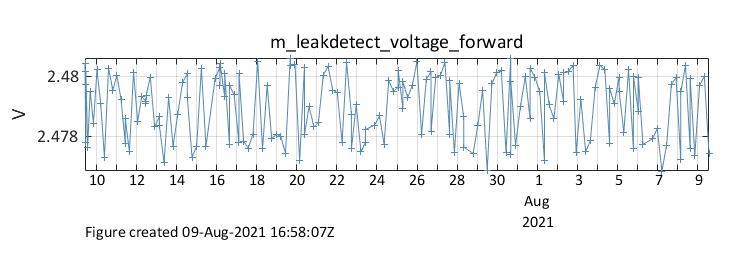 m_leakdetect_voltage_forward
2.48
V
2.478
10 12 14 16 18 20 22 24 26 28 30 1 3 5 7 9
Aug
2021
Figure created 09-Aug-2021 16:58:07Z